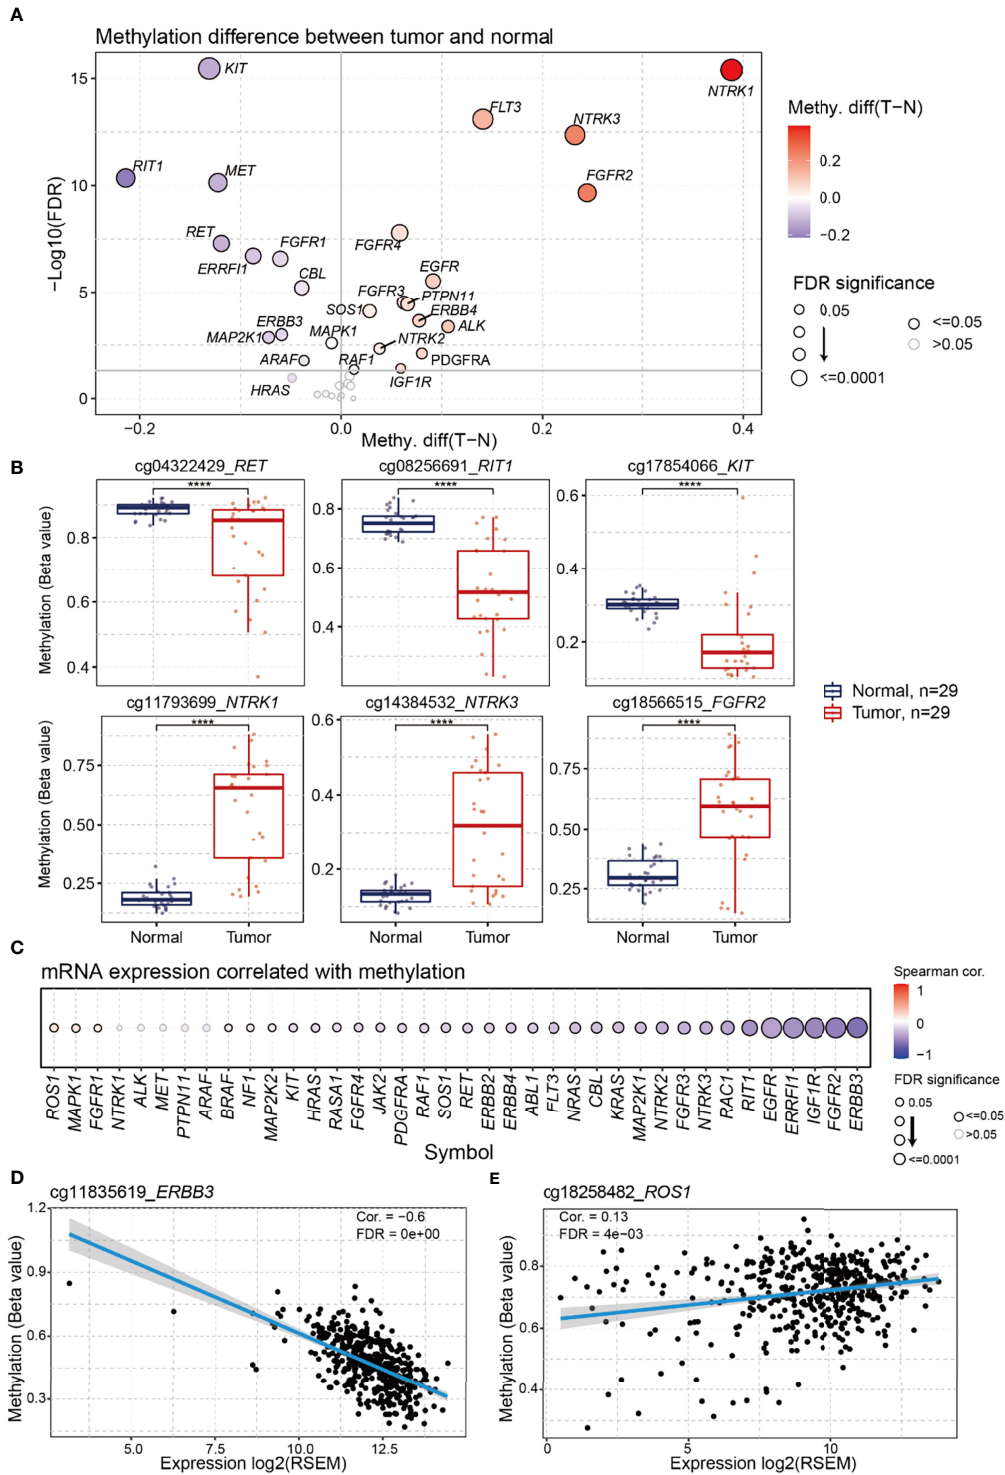 A
Methylation difference between tumor and normal
−Log10(FDR)
15
10
5
0
KIT
NTRK1
FLT3
NTRK3
RIT1
MET
FGFR2
RET
FGFR1
FGFR4
ERRFI1
CBL
EGFR
FGFR3
PTPN11
SOS1
ERBB4
ERBB3
ALK
MAP2K1
MAPK1
NTRK2
ARAF
RAF1
PDGFRA
HRAS
IGF1R
−0.2
0.0
0.2
0.4
Methy. diff(T−N)
Methy. diff(T−N)
0.2
0.0
−0.2
FDR significance
0.05
<=0.05
>0.05
<=0.0001
B
cg04322429_RET
cg08256691_RIT1
cg17854066_KIT
****
****
****
Methylation (Beta value)
0.8
0.6
0.4
0.8
0.6
0.4
0.6
0.4
0.2
Normal, n=29
Tumor, n=29
cg11793699_NTRK1
cg14384532_NTRK3
cg18566515_FGFR2
****
****
****
Methylation (Beta value)
0.75
0.50
0.25
0.6
0.4
0.2
0.75
0.50
0.25
Normal
Tumor
Normal
Tumor
Normal
Tumor
C
mRNA expression correlated with methylation
ROS1
MAPK1
FGFR1
NTRK1
ALK
MET
PTPN11
ARAF
BRAF
NF1
MAP2K2
KIT
HRAS
RASA1
FGFR4
JAK2
PDGFRA
RAF1
SOS1
RET
ERBB2
ERBB4
ABL1
FLT3
NRAS
CBL
KRAS
MAP2K1
NTRK2
FGFR3
NTRK3
RAC1
RIT1
EGFR
ERRFI1
IGF1R
FGFR2
ERBB3
Symbol
Spearman cor.
1
0
−1
FDR significance
0.05
<=0.05
>0.05
<=0.0001
D
cg11835619_ERBB3
Cor. = −0.6
FDR = 0e+00
Methylation (Beta value)
1.2
0.9
0.6
0.3
5.0
7.5
10.0
12.5
Expression log2(RSEM)
E
cg18258482_ROS1
Cor. = 0.13
FDR = 4e−03
Methylation (Beta value)
0.8
0.6
0.4
0
5
10
Expression log2(RSEM)